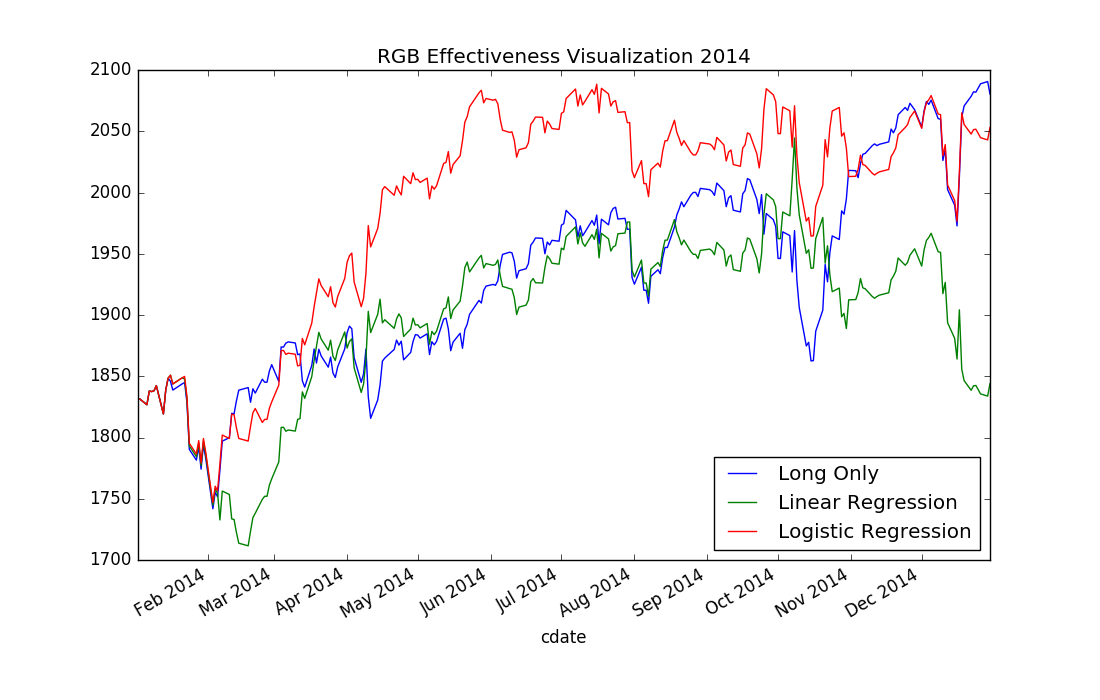 RGB Effectiveness Visualization 2014
2100
2050
2000
1950
1900
1850
1800
1750
1700
Long Only
Linear Regression
Logistic Regression
Feb 2014
Mar 2014
Apr 2014
May 2014
Jun 2014
Jul 2014
Aug 2014
Sep 2014
Oct 2014
Nov 2014
Dec 2014
cdate